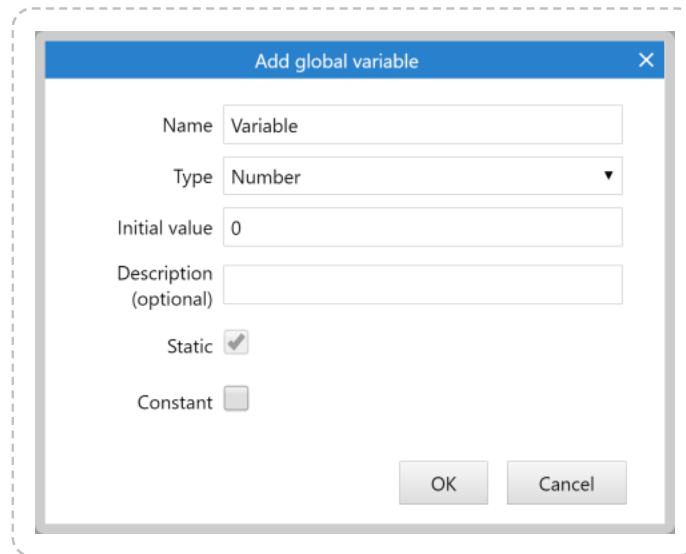 Add global variable
Name Variable
Type Number
Initial value 0
Description
(optional)
Static
Constant
OK Cancel